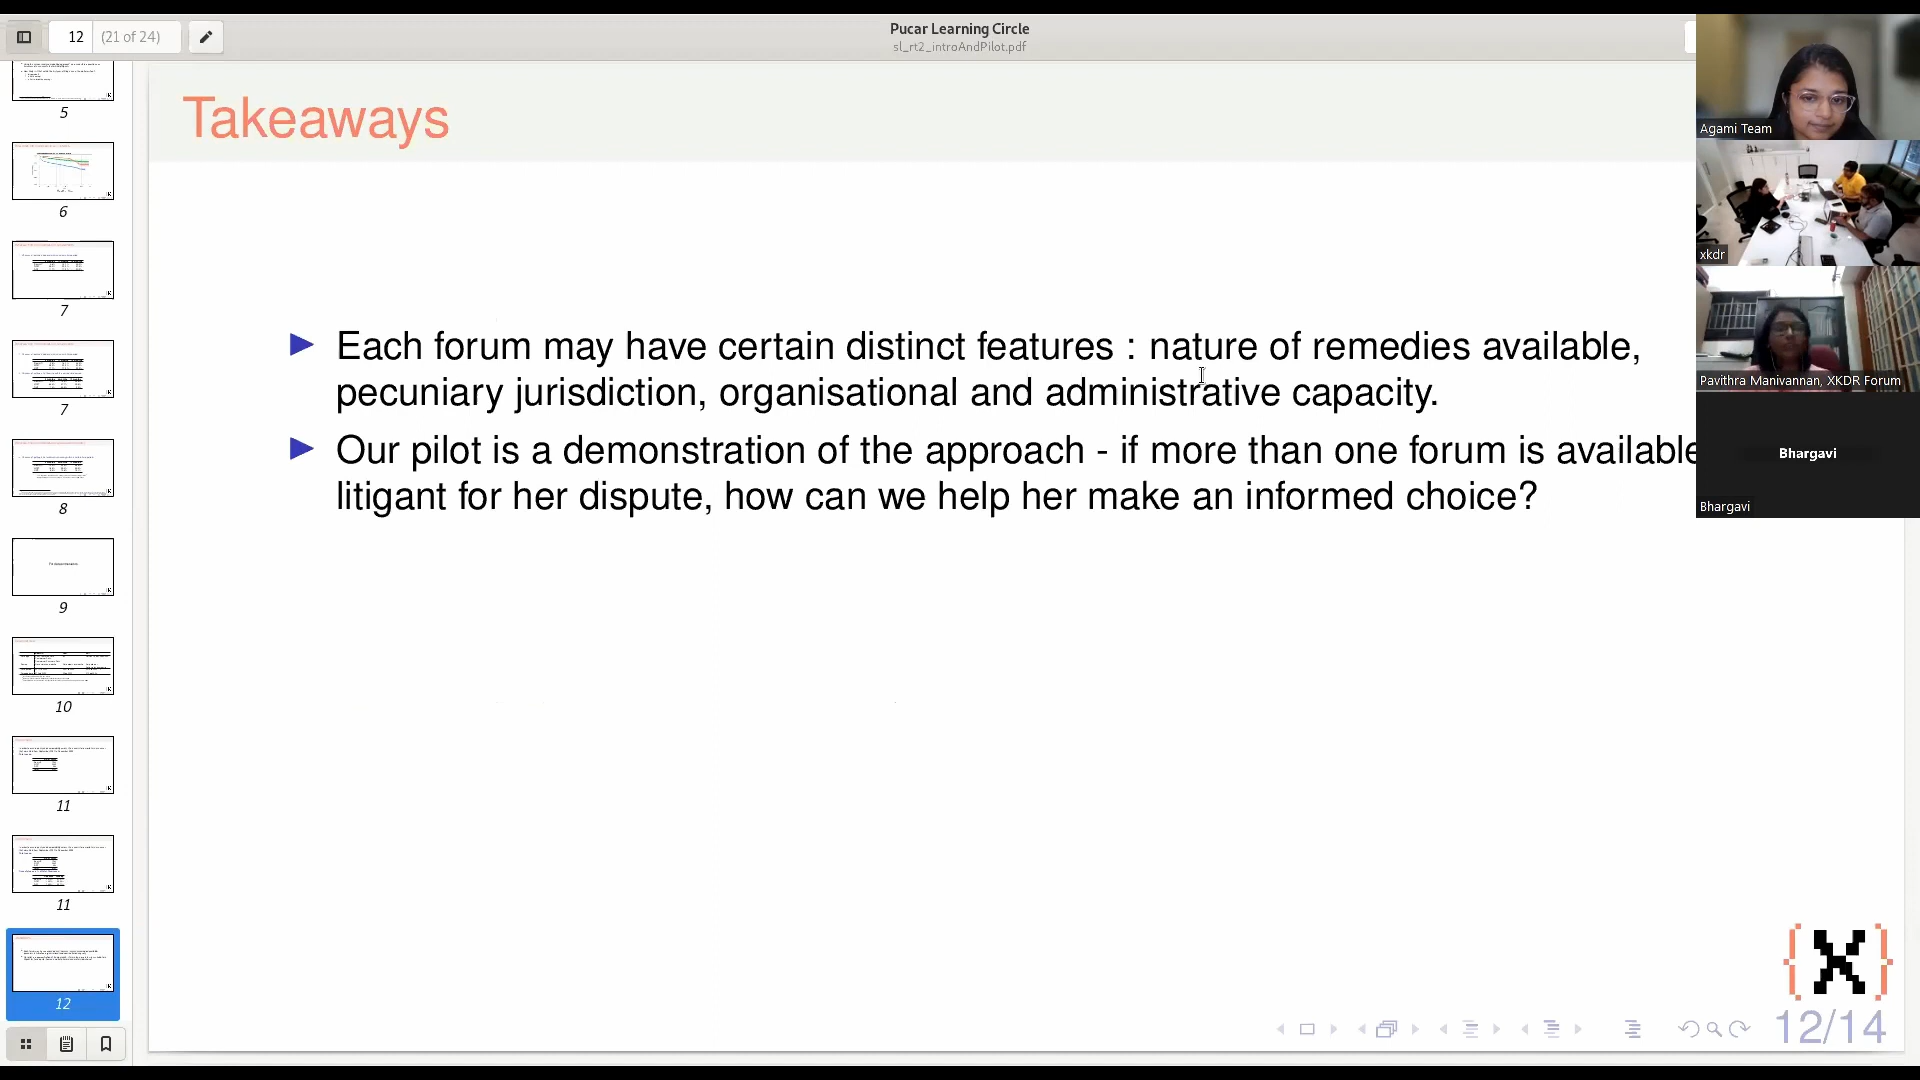 12 (21 of 24)
Pucar Learning Circle
sl_rt2_introAndPilot.pdf
5
6
7
7
8
9
10
11
11
12
Takeaways
Each forum may have certain distinct features : nature of remedies available,
pecuniary jurisdiction, organisational and administrative capacity.
Our pilot is a demonstration of the approach - if more than one forum is available
litigant for her dispute, how can we help her make an informed choice?
12/14
Agami Team
xkdr
Pavithra Manivannan, XKDR Forum
Bhargavi
Bhargavi